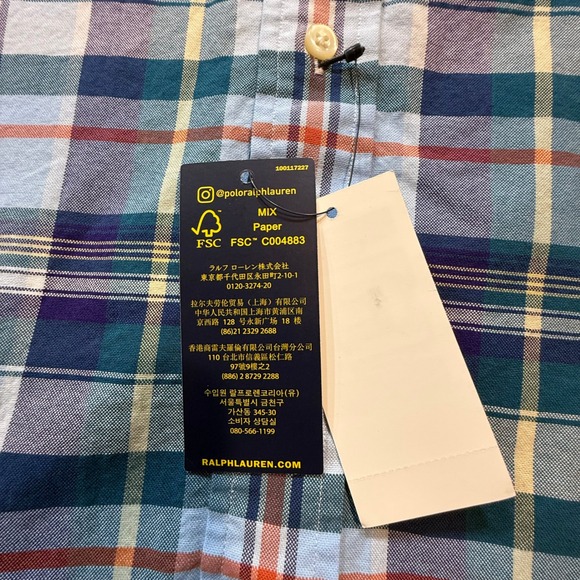 100117227
@poloralphlauren
MIX
Paper
FSC™ C004883
FSC
ラルフ ローレン株式会社
東京都千代田区永田町2-10-1
0120-3274-20
拉尔夫劳伦贸易（上海）有限公司
中华人民共和国上海市黄浦区南
京西路 128 号永新广场 18 楼
(86)21 2329 2688
香港商雷夫羅倫有限公司台灣分公司
110 台北市信義區松仁路
97號9樓之2
(886) 2 8729 2288
수입원 랄프로렌코리아(유)
서울특별시 금천구
가산동 345-30
소비자 상담실
080-566-1199
RALPHLAUREN.COM